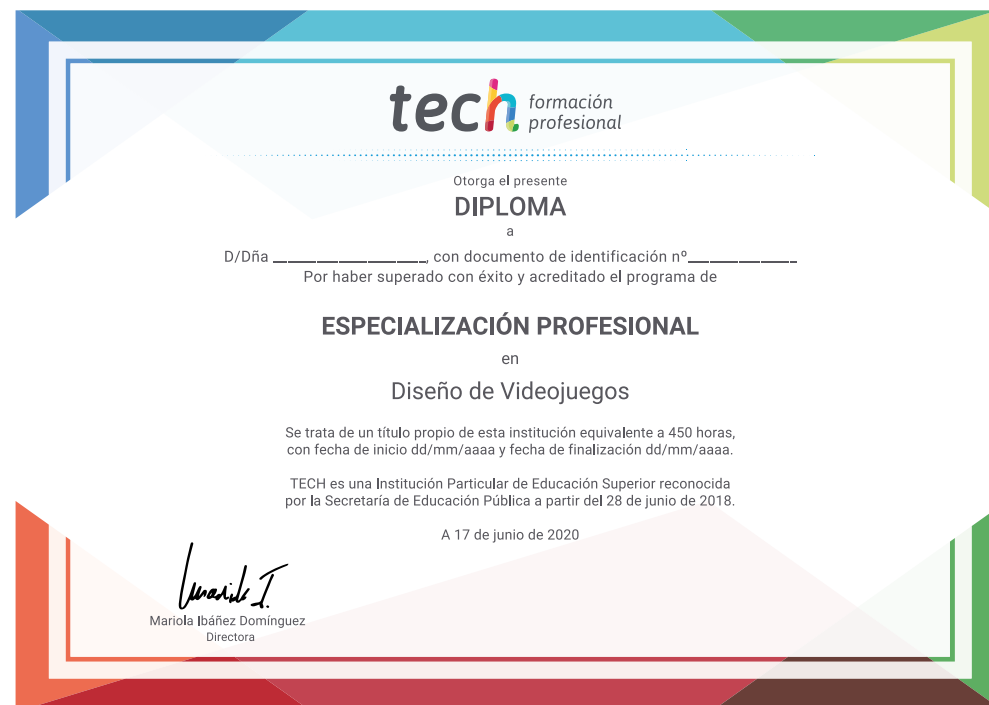 tech formación
profesional
Otorga el presente
DIPLOMA
a
D/Dña ____________________, con documento de identificación nº______________
Por haber superado con éxito y acreditado el programa de
ESPECIALIZACIÓN PROFESIONAL
en
Diseño de Videojuegos
Se trata de un título propio de esta institución equivalente a 450 horas,
con fecha de inicio dd/mm/aaaa y fecha de finalización dd/mm/aaaa.
TECH es una Institución Particular de Educación Superior reconocida
por la Secretaría de Educación Pública a partir del 28 de junio de 2018.
A 17 de junio de 2020
Mariola Ibáñez Domínguez
Directora